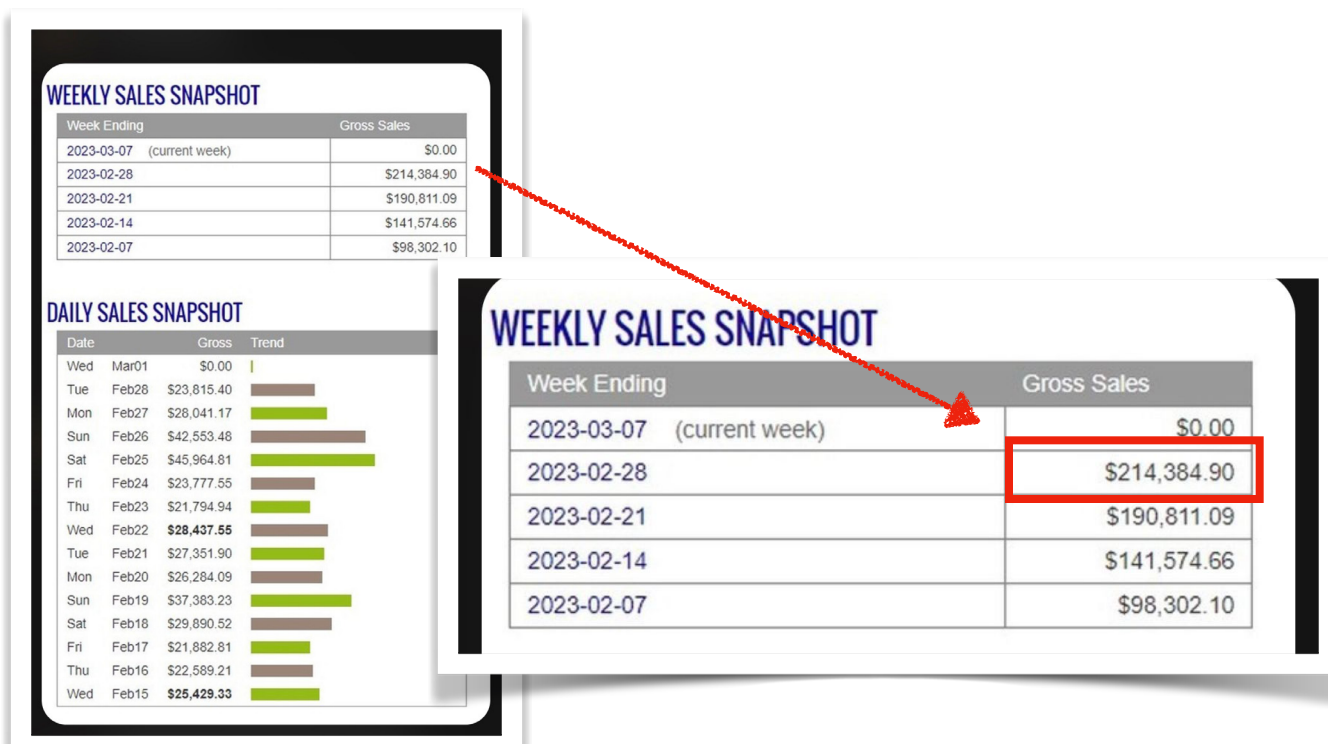 WEEKLY SALES SNAPSHOT
Week Ending Gross Sales
2023-03-07 (current week) $0.00
2023-02-28 $214,384.90
2023-02-21 $190,811.09
2023-02-14 $141,574.66
2023-02-07 $98,302.10
DAILY SALES SNAPSHOT
Date Gross Trend
Wed Mar01 $0.00
Tue Feb28 $23,815.40
Mon Feb27 $28,041.17
Sun Feb26 $42,553.48
Sat Feb25 $45,964.81
Fri Feb24 $23,777.55
Thu Feb23 $21,794.94
Wed Feb22 $28,437.55
Tue Feb21 $27,351.90
Mon Feb20 $26,284.09
Sun Feb19 $37,383.23
Sat Feb18 $29,890.52
Fri Feb17 $21,882.81
Thu Feb16 $22,589.21
Wed Feb15 $25,429.33
WEEKLY SALES SNAPSHOT
Week Ending Gross Sales
2023-03-07 (current week) $0.00
2023-02-28 $214,384.90
2023-02-21 $190,811.09
2023-02-14 $141,574.66
2023-02-07 $98,302.10